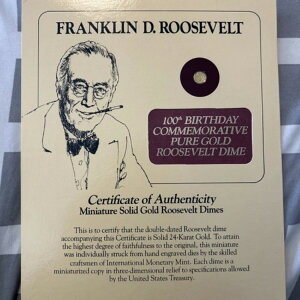 FRANKLIN D. ROOSEVELT
100th BIRTHDAY
COMMEMORATIVE
PURE GOLD
ROOSEVELT DIME
Certificate of Authenticity
Miniature Solid Gold Roosevelt Dimes
This is to certify that the double-dated Roosevelt dime
accompanying this Certificate is Solid 24-Karat Gold. To attain
the highest degree of faithfulness to the original, this miniature
was individually struck from hand engraved dies by the skilled
craftsmen of International Monetary Mint. Each dime is a
miniaturized copy in three-dimensional relief to specifications allowed
by the United States Treasury.